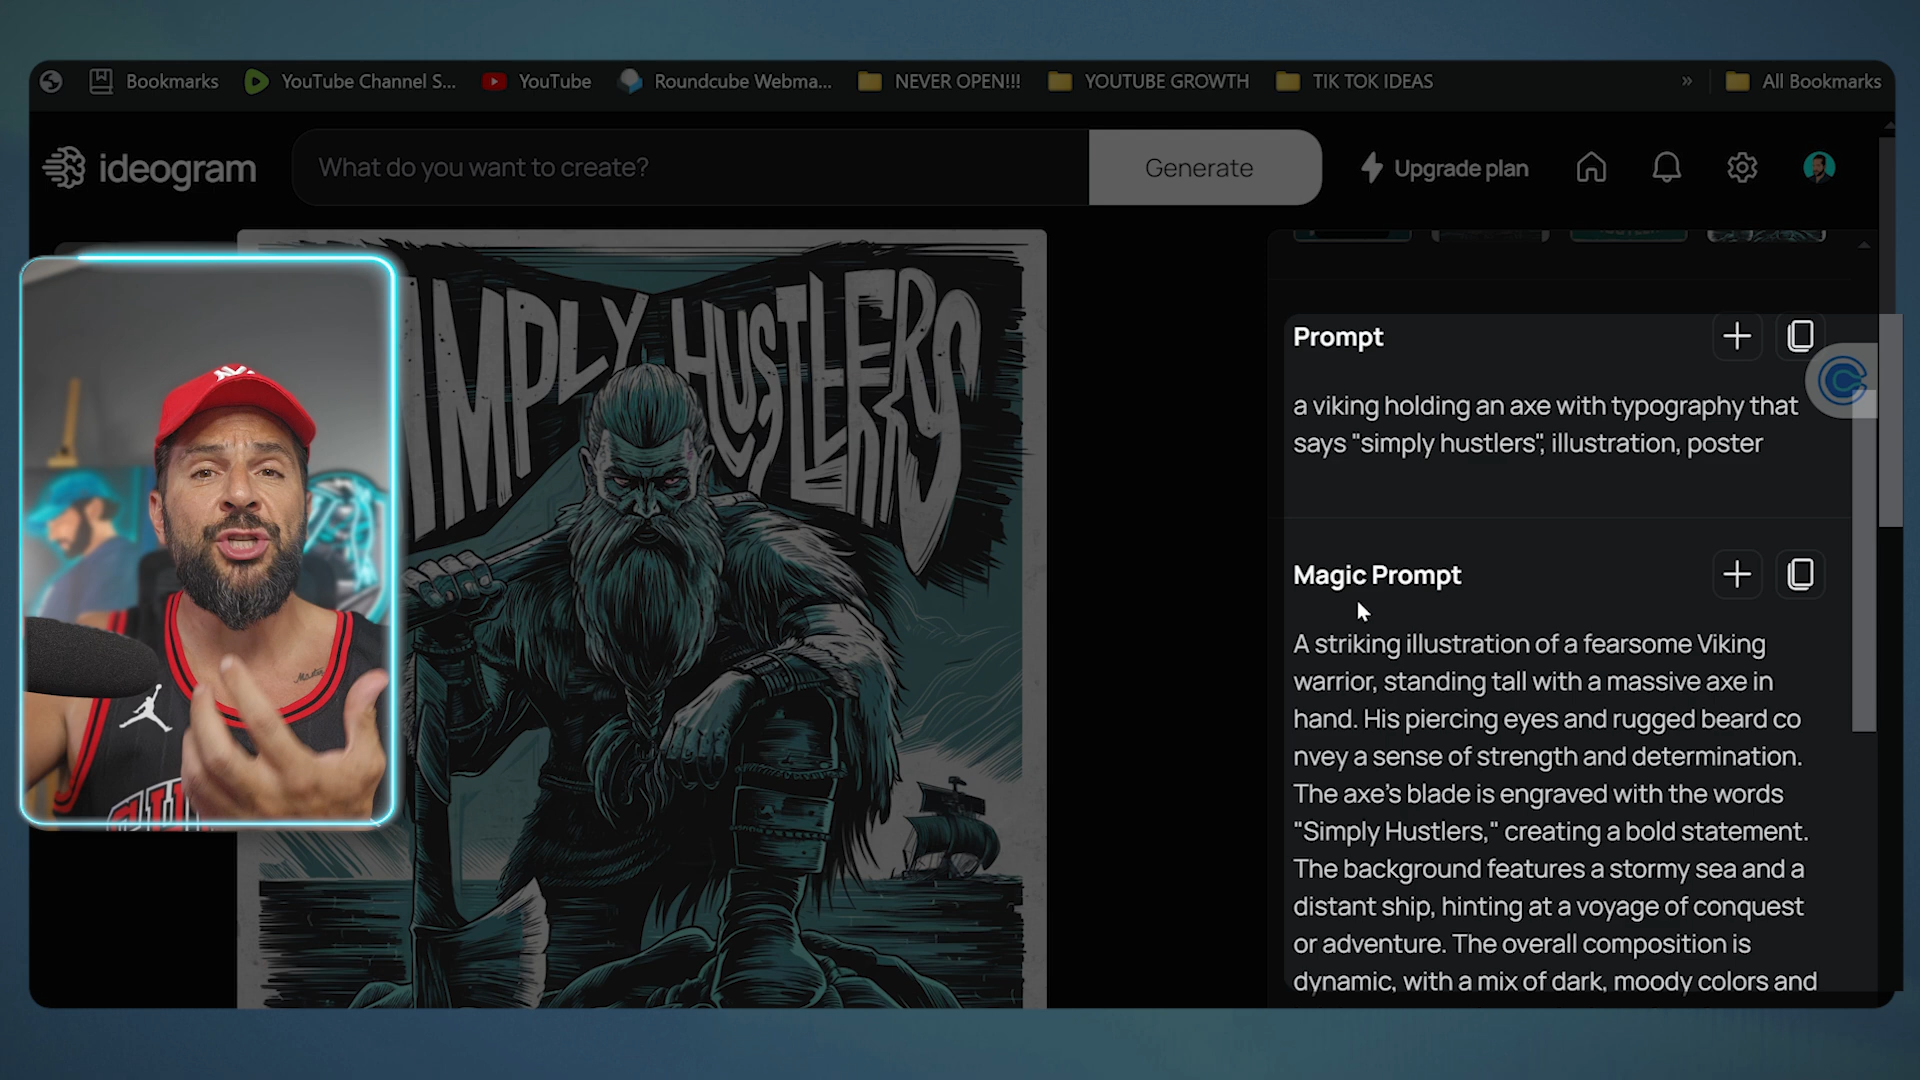 Bookmarks YouTube Channel S... YouTube Roundcube Webma... NEVER OPEN!!! YOUTUBE GROWTH TIK TOK IDEAS » All Bookmarks
ideogram What do you want to create? Generate Upgrade plan
IMPLY HUSTLERS
Prompt
a viking holding an axe with typography that
says "simply hustlers", illustration, poster
Magic Prompt
A striking illustration of a fearsome Viking
warrior, standing tall with a massive axe in
hand. His piercing eyes and rugged beard co
nvey a sense of strength and determination.
The axe's blade is engraved with the words
"Simply Hustlers," creating a bold statement.
The background features a stormy sea and a
distant ship, hinting at a voyage of conquest
or adventure. The overall composition is
dynamic, with a mix of dark, moody colors and